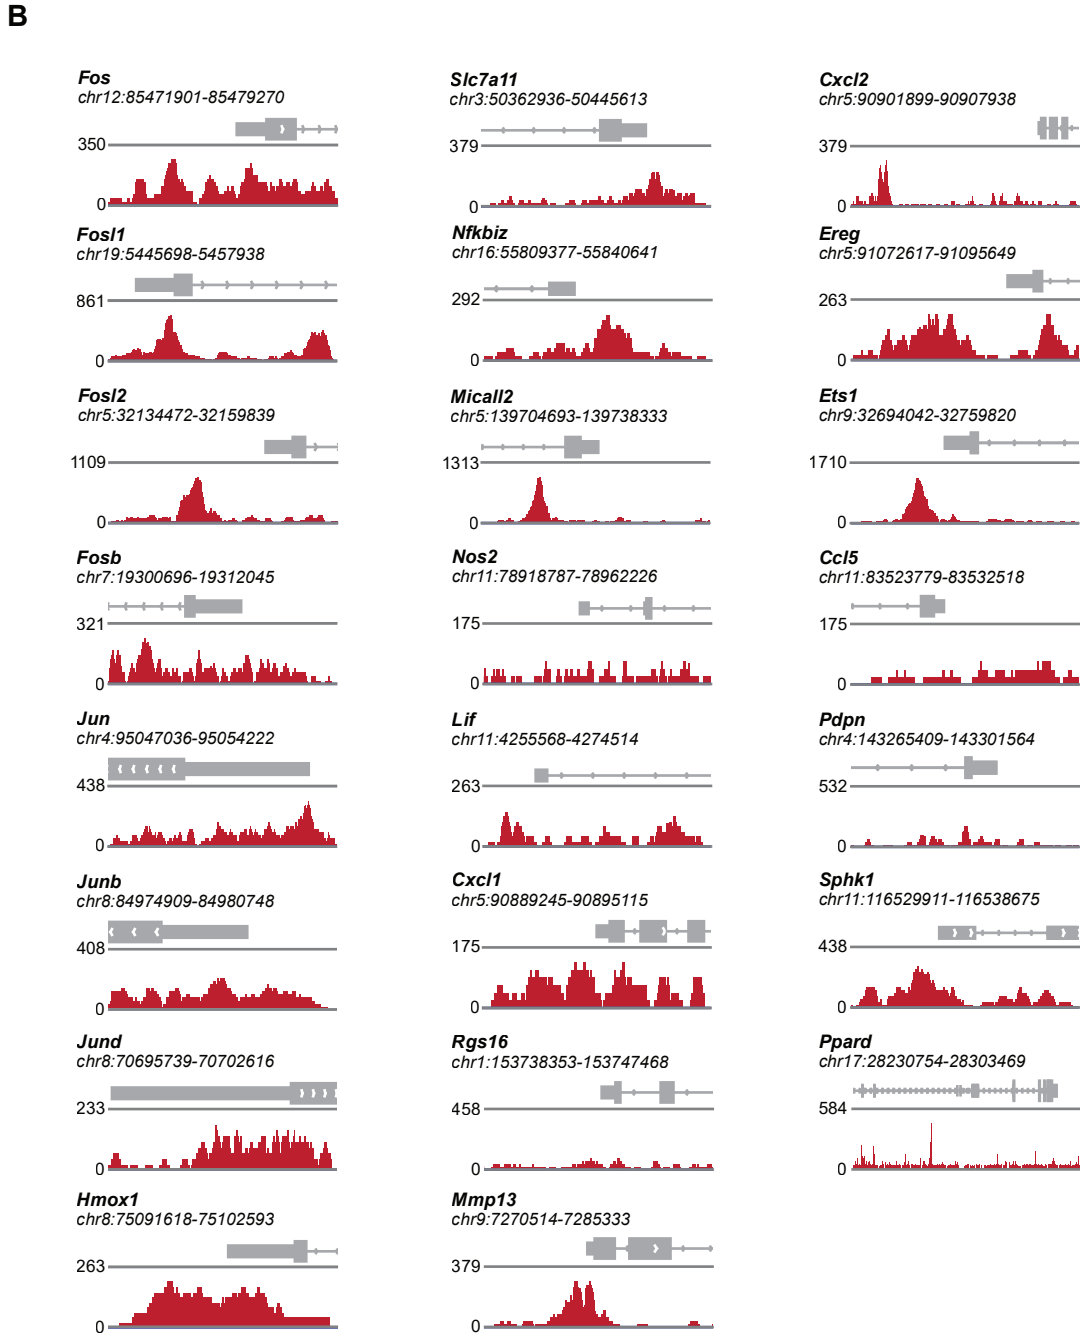 B
Fos
chr12:85471901-85479270
350
0
Fosl1
chr19:5445698-5457938
861
0
Fosl2
chr5:32134472-32159839
1109
0
Fosb
chr7:19300696-19312045
321
0
Jun
chr4:95047036-95054222
438
0
Junb
chr8:84974909-84980748
408
0
Jund
chr8:70695739-70702616
233
0
Hmox1
chr8:75091618-75102593
263
0
Slc7a11
chr3:50362936-50445613
379
0
Nfkbiz
chr16:55809377-55840641
292
0
Micall2
chr5:139704693-139738333
1313
0
Nos2
chr11:78918787-78962226
175
0
Lif
chr11:4255568-4274514
263
0
Cxcl1
chr5:90889245-90895115
175
0
Rgs16
chr1:153738353-153747468
458
0
Mmp13
chr9:7270514-7285333
379
0
Cxcl2
chr5:90901899-90907938
379
0
Ereg
chr5:91072617-91095649
263
0
Ets1
chr9:32694042-32759820
1710
0
Ccl5
chr11:83523779-83532518
175
0
Pdpn
chr4:143265409-143301564
532
0
Sphk1
chr11:116529911-116538675
438
0
Ppard
chr17:28230754-28303469
584
0